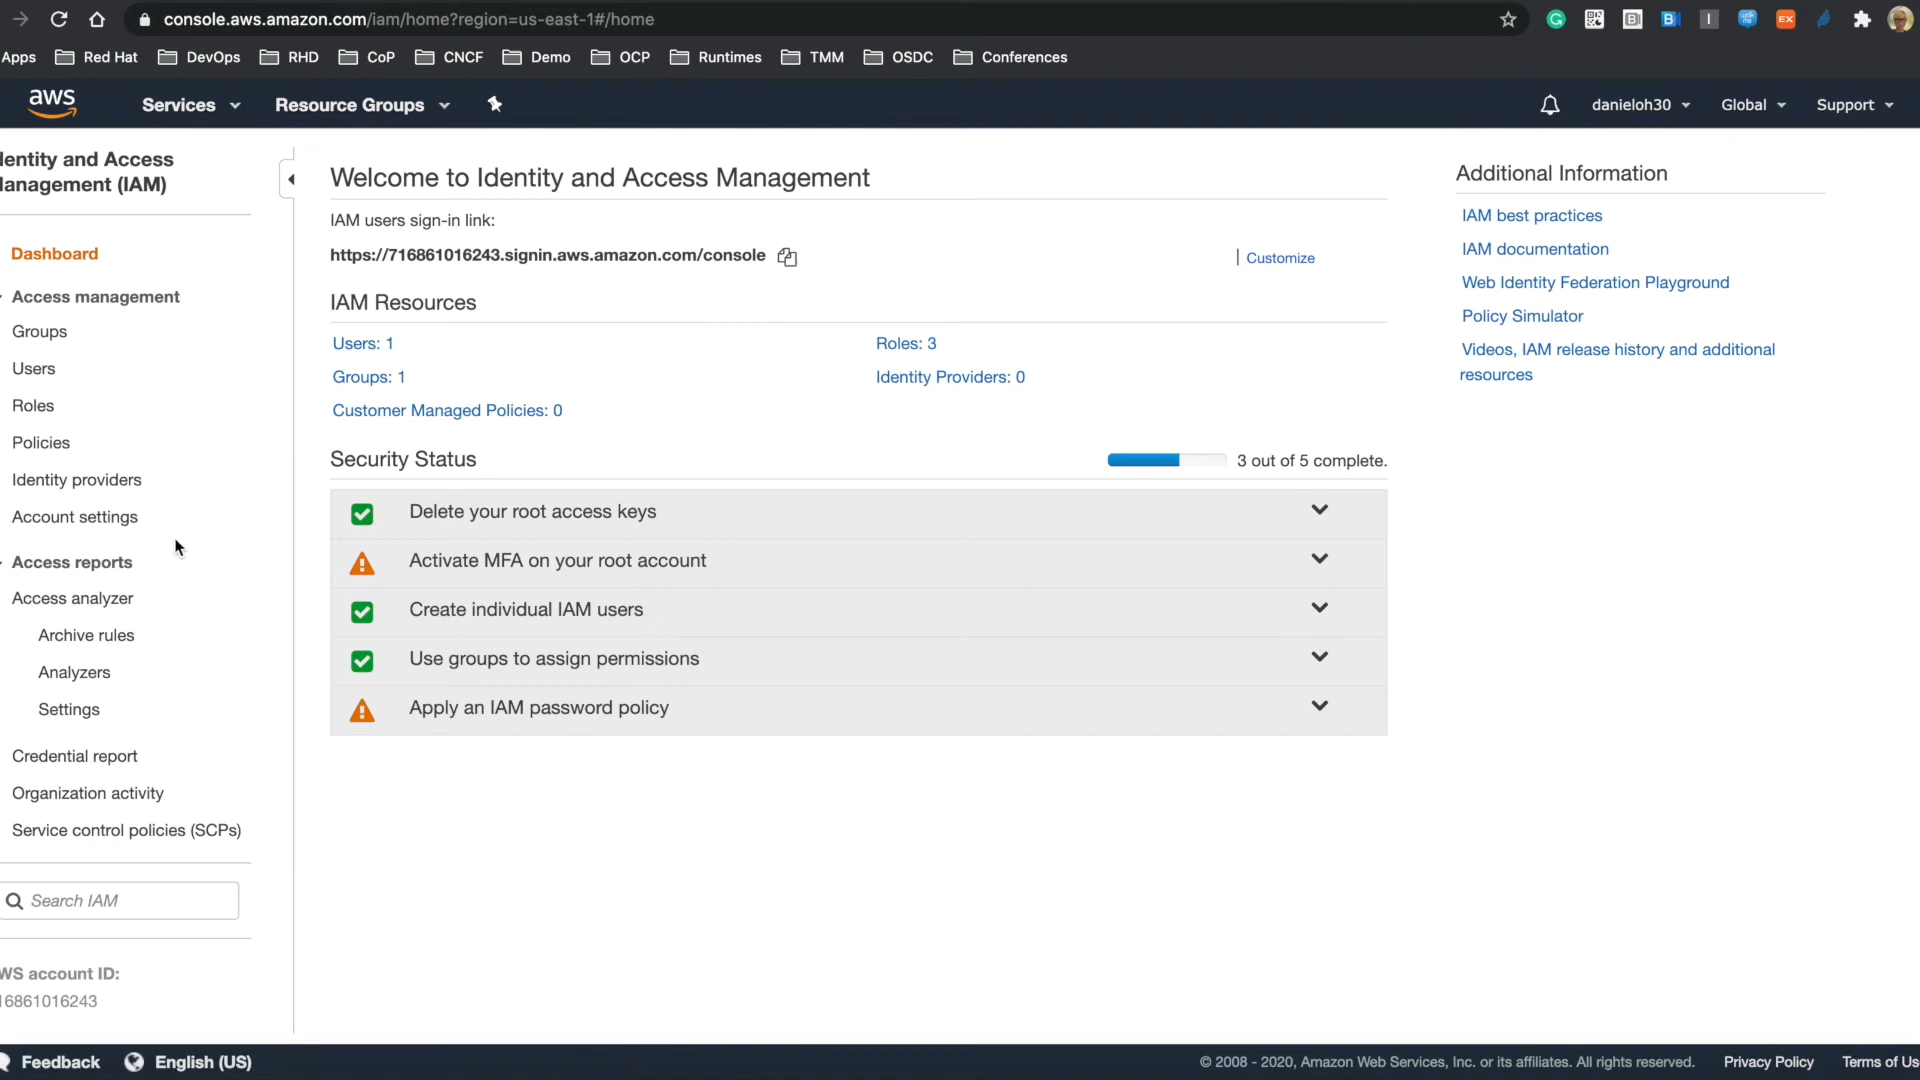 console.aws.amazon.com/iam/home?region=us-east-1#/home
Apps Red Hat DevOps RHD CoP CNCF Demo OCP Runtimes TMM OSDC Conferences
aws Services Resource Groups danieloh30 Global Support
dentity and Access
anagement (IAM)
Dashboard
Access management
Groups
Users
Roles
Policies
Identity providers
Account settings
Access reports
Access analyzer
Archive rules
Analyzers
Settings
Credential report
Organization activity
Service control policies (SCPs)
Search IAM
WS account ID:
16861016243
Welcome to Identity and Access Management
IAM users sign-in link:
https://716861016243.signin.aws.amazon.com/console
Customize
IAM Resources
Users: 1
Roles: 3
Groups: 1
Identity Providers: 0
Customer Managed Policies: 0
Security Status
3 out of 5 complete.
Delete your root access keys
Activate MFA on your root account
Create individual IAM users
Use groups to assign permissions
Apply an IAM password policy
Additional Information
IAM best practices
IAM documentation
Web Identity Federation Playground
Policy Simulator
Videos, IAM release history and additional
resources
Feedback English (US) © 2008 - 2020, Amazon Web Services, Inc. or its affiliates. All rights reserved. Privacy Policy Terms of Us